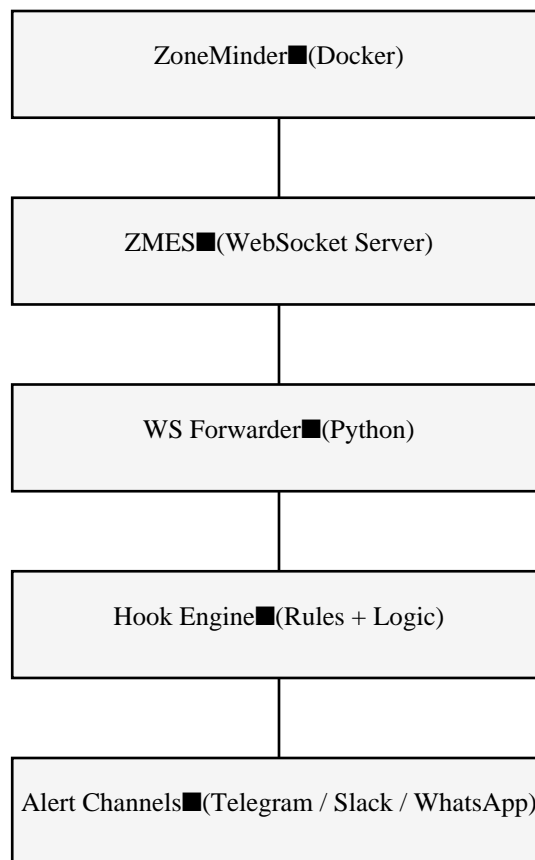 ZoneMinder■(Docker)
ZMES■(WebSocket Server)
WS Forwarder■(Python)
Hook Engine■(Rules + Logic)
Alert Channels■(Telegram / Slack / WhatsApp)